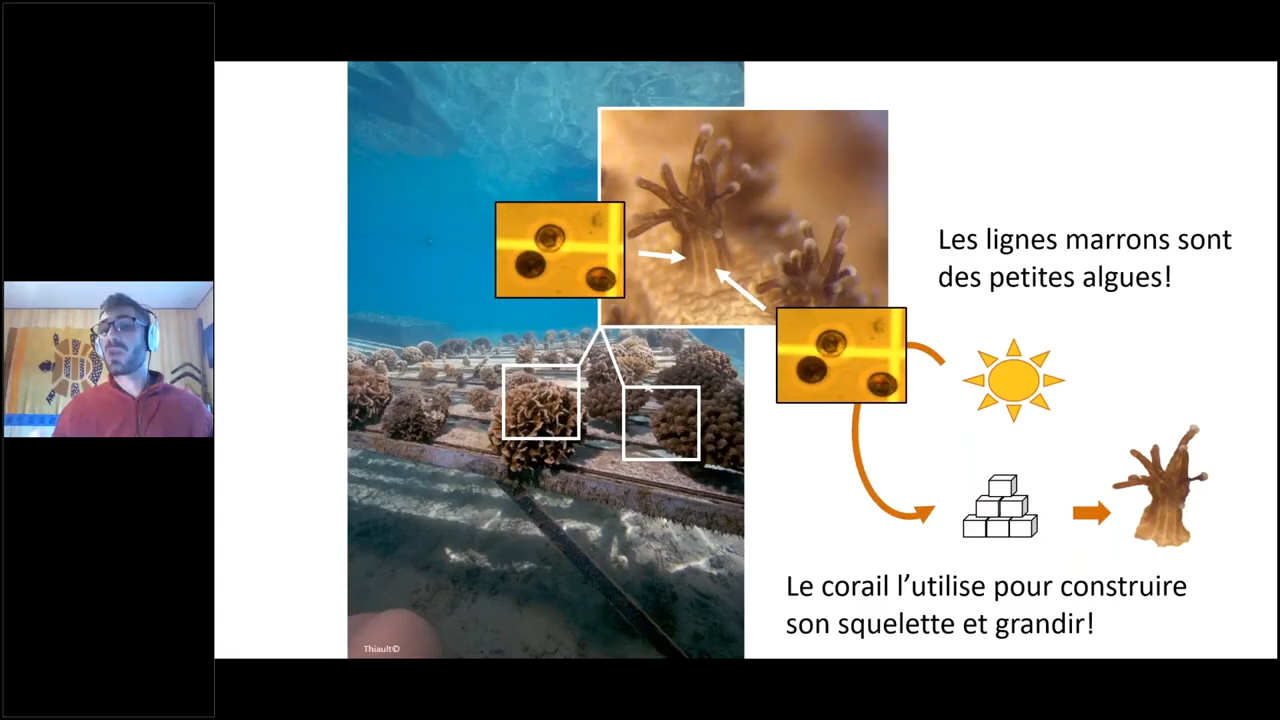 Les lignes marrons sont
des petites algues!
Le corail l’utilise pour construire
son squelette et grandir!
Thiault©